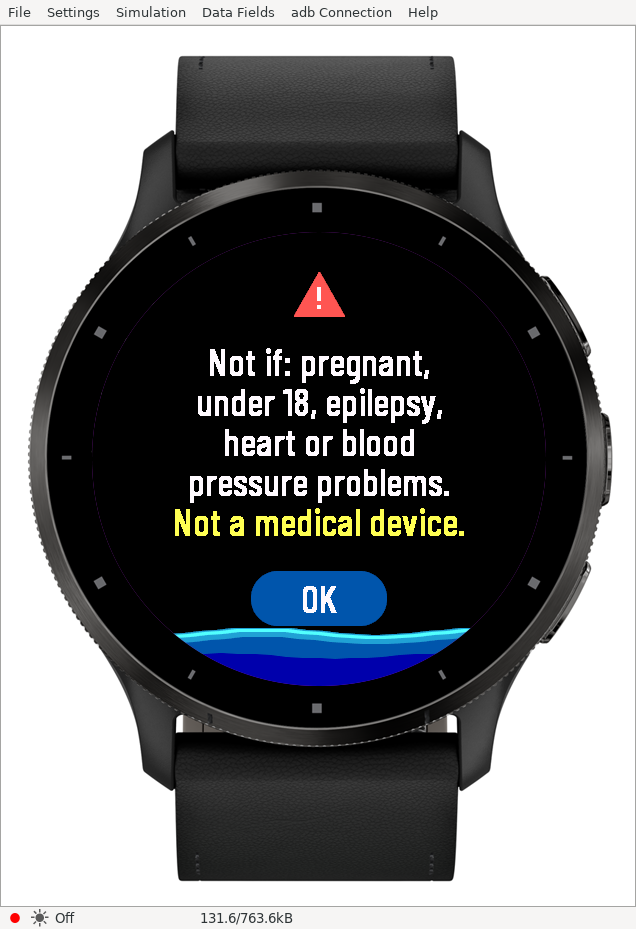 File Settings Simulation Data Fields adb Connection Help
!
Not if: pregnant,
under 18, epilepsy,
heart or blood
pressure problems.
Not a medical device.
OK
Off 131.6/763.6kB